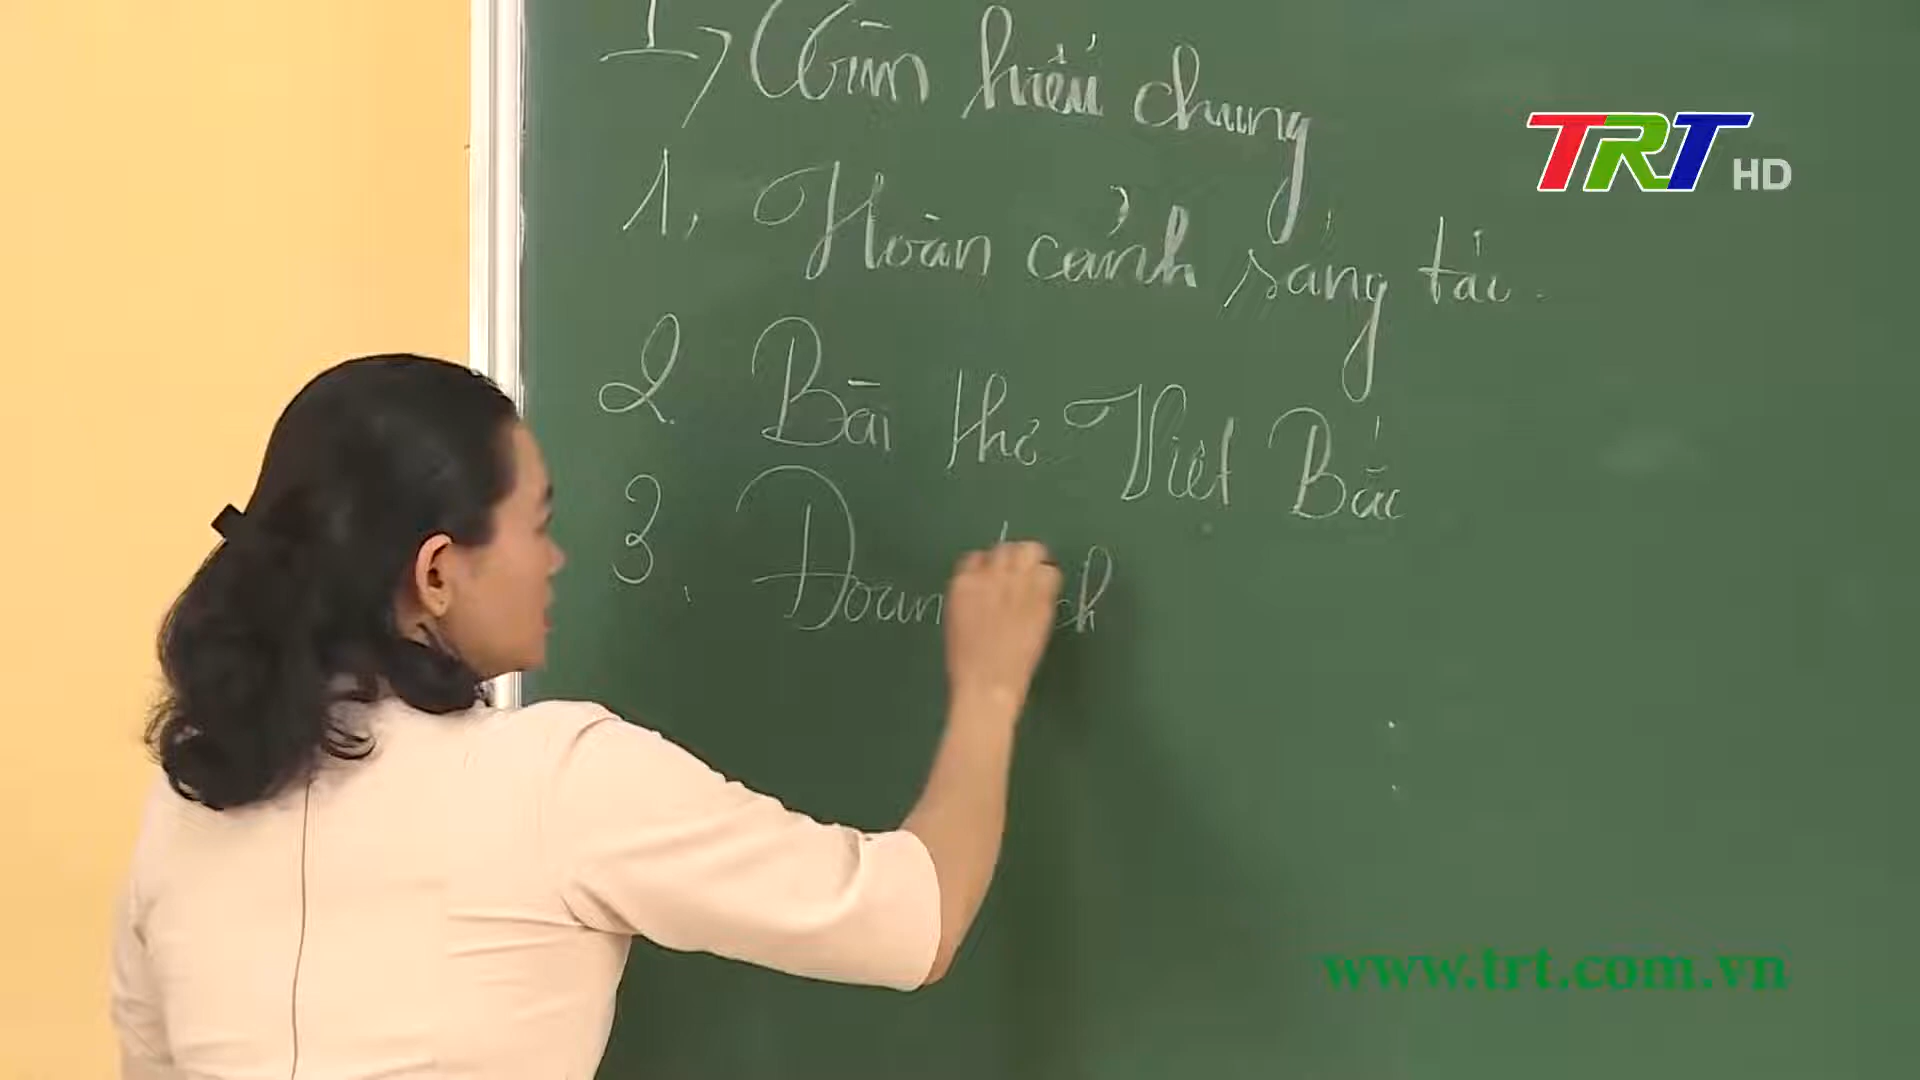 I, Tìm hiểu chung
1, Hoàn cảnh sáng tác.
2. Bài thơ Việt Bắc
3. Đoạn
TRT HD
www.trt.com.vn